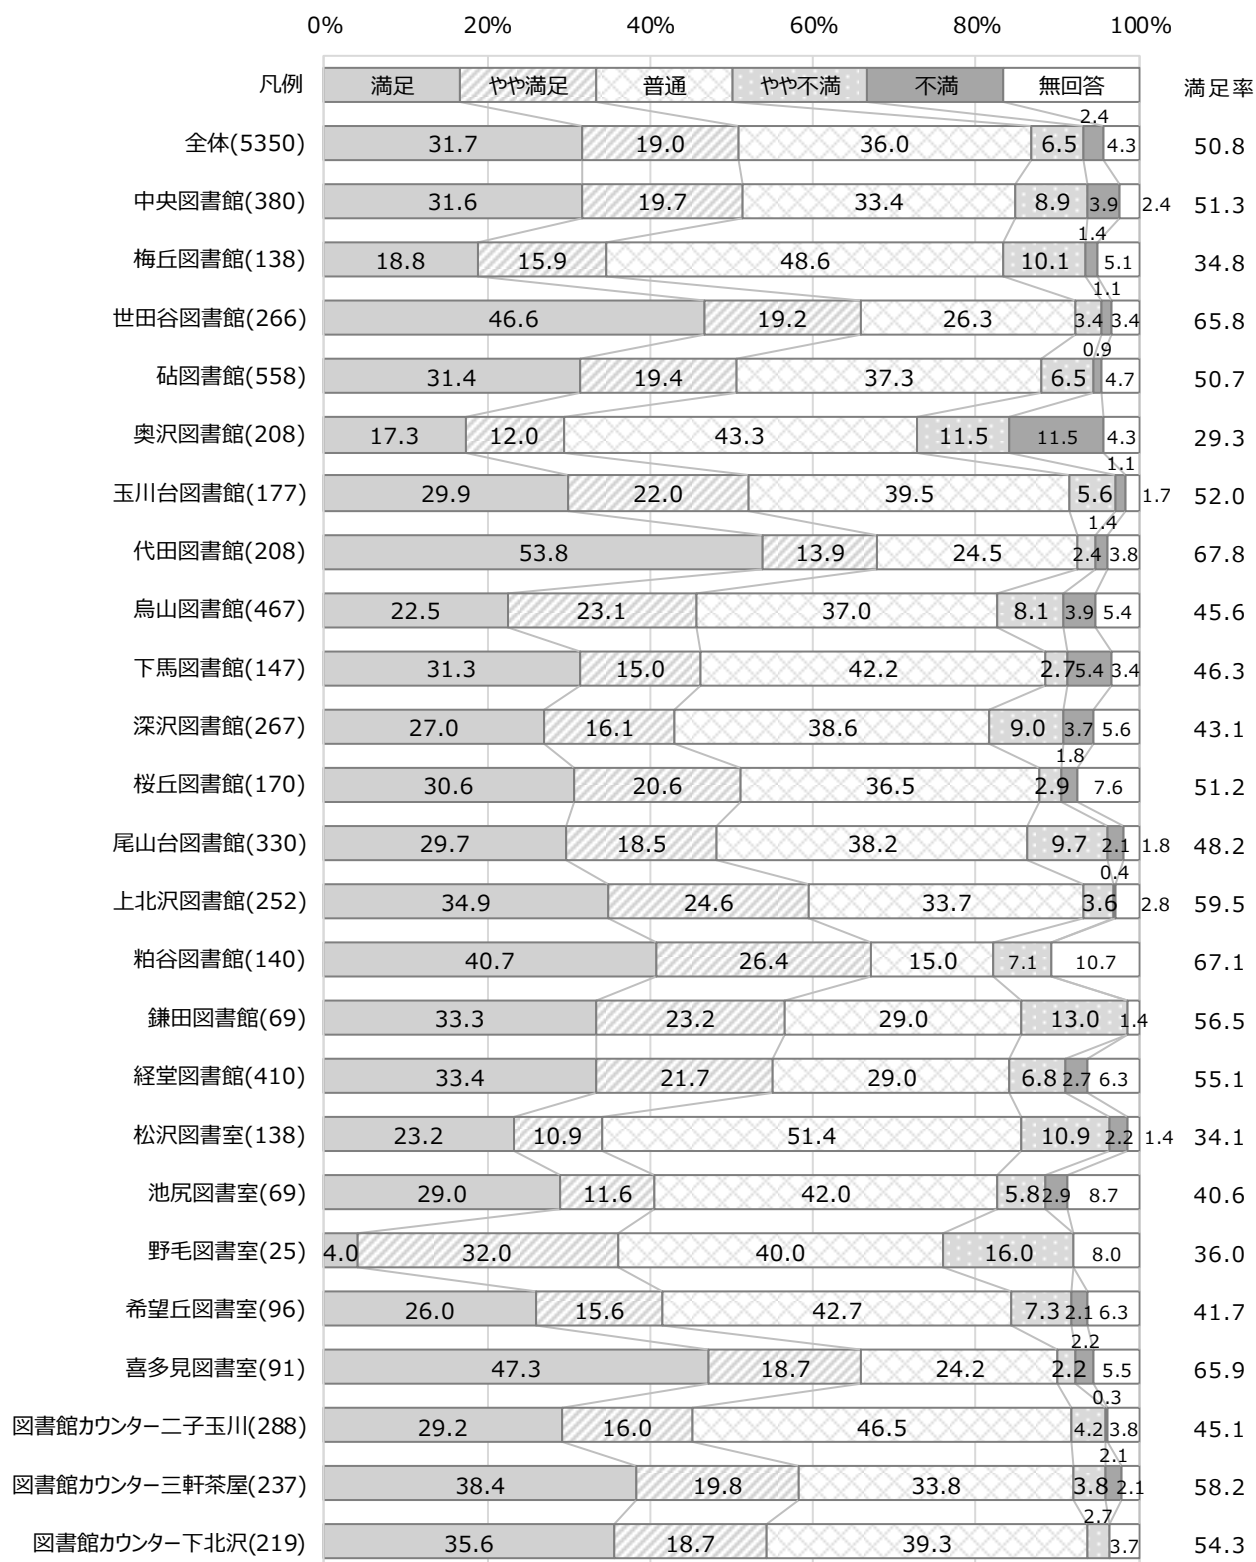 0% 20% 40% 60% 80% 100%
凡例 満足 やや満足 普通 やや不満 不満 無回答 満足率
全体(5350) 31.7 19.0 36.0 6.5 2.4 4.3 50.8
中央図書館(380) 31.6 19.7 33.4 8.9 3.9 2.4 51.3
梅丘図書館(138) 18.8 15.9 48.6 10.1 1.4 5.1 34.8
世田谷図書館(266) 46.6 19.2 26.3 3.4 1.1 3.4 65.8
砧図書館(558) 31.4 19.4 37.3 6.5 0.9 4.7 50.7
奥沢図書館(208) 17.3 12.0 43.3 11.5 11.5 4.3 29.3
玉川台図書館(177) 29.9 22.0 39.5 5.6 1.1 1.7 52.0
代田図書館(208) 53.8 13.9 24.5 2.4 1.4 3.8 67.8
烏山図書館(467) 22.5 23.1 37.0 8.1 3.9 5.4 45.6
下馬図書館(147) 31.3 15.0 42.2 2.7 5.4 3.4 46.3
深沢図書館(267) 27.0 16.1 38.6 9.0 3.7 5.6 43.1
桜丘図書館(170) 30.6 20.6 36.5 2.9 1.8 7.6 51.2
尾山台図書館(330) 29.7 18.5 38.2 9.7 2.1 1.8 48.2
上北沢図書館(252) 34.9 24.6 33.7 3.6 0.4 2.8 59.5
粕谷図書館(140) 40.7 26.4 15.0 7.1 10.7 67.1
鎌田図書館(69) 33.3 23.2 29.0 13.0 1.4 56.5
経堂図書館(410) 33.4 21.7 29.0 6.8 2.7 6.3 55.1
松沢図書室(138) 23.2 10.9 51.4 10.9 2.2 1.4 34.1
池尻図書室(69) 29.0 11.6 42.0 5.8 2.9 8.7 40.6
野毛図書室(25) 4.0 32.0 40.0 16.0 8.0 36.0
希望丘図書室(96) 26.0 15.6 42.7 7.3 2.1 6.3 41.7
喜多見図書室(91) 47.3 18.7 24.2 2.2 2.2 5.5 65.9
図書館カウンター二子玉川(288) 29.2 16.0 46.5 4.2 0.3 3.8 45.1
図書館カウンター三軒茶屋(237) 38.4 19.8 33.8 3.8 2.1 2.1 58.2
図書館カウンター下北沢(219) 35.6 18.7 39.3 2.7 3.7 54.3